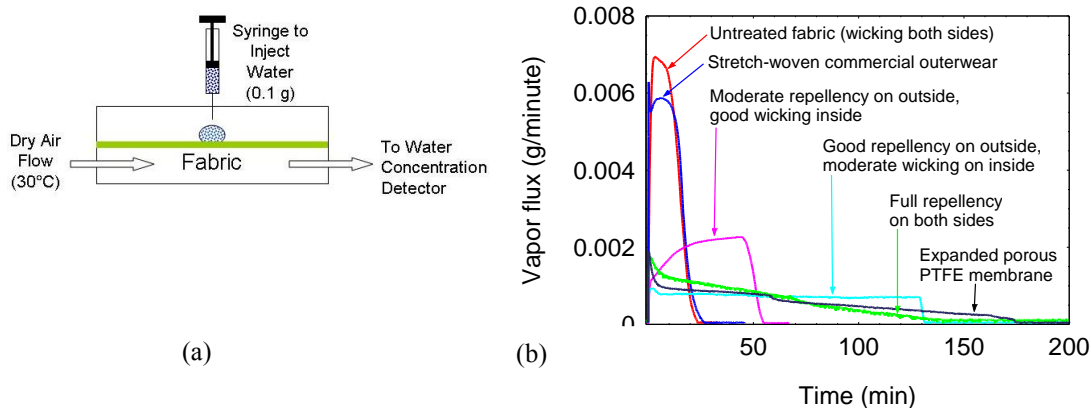 Syringe to
Inject
Water
(0.1 g)
Dry Air
Flow
(30°C)
Fabric
To Water
Concentration
Detector
(a)
0.008
0.006
0.004
0.002
0
Vapor flux (g/minute)
Untreated fabric (wicking both sides)
Stretch-woven commercial outerwear
Moderate repellency on outside,
good wicking inside
Good repellency on outside,
moderate wicking on inside
Full repellency
on both sides
Expanded porous
PTFE membrane
50
100
150
200
Time (min)
(b)